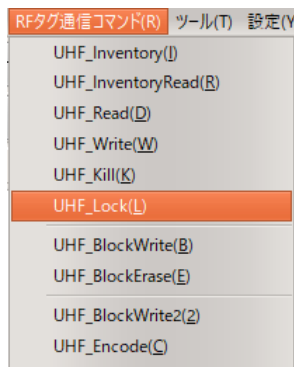 RFタグ通信コマンド(R) ツール(T) 設定(Y
UHF_Inventory(I)
UHF_InventoryRead(R)
UHF_Read(D)
UHF_Write(W)
UHF_Kill(K)
UHF_Lock(L)
UHF_BlockWrite(B)
UHF_BlockErase(E)
UHF_BlockWrite2(2)
UHF_Encode(C)